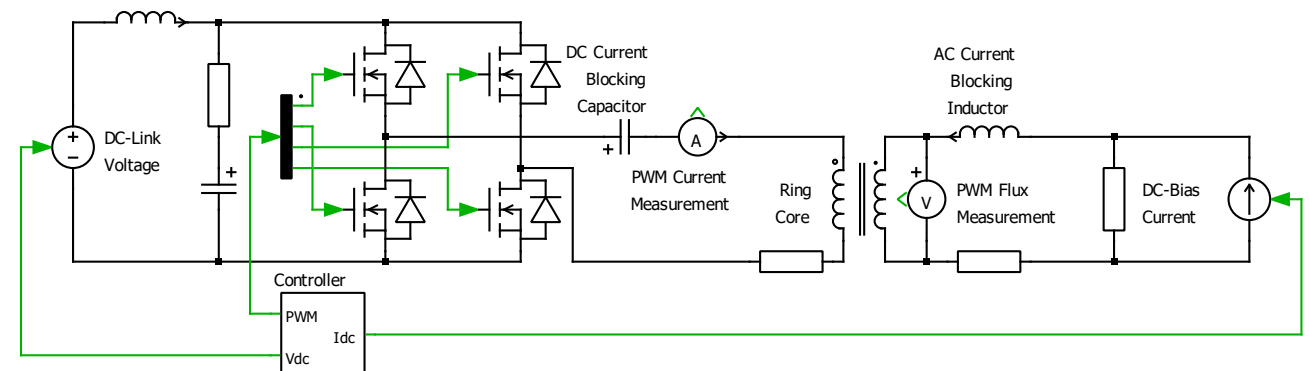 DC-Link
Voltage
DC Current
Blocking
Capacitor
A
PWM Current
Measurement
Ring
Core
AC Current
Blocking
Inductor
V
PWM Flux
Measurement
DC-Bias
Current
Controller
PWM
Idc
Vdc